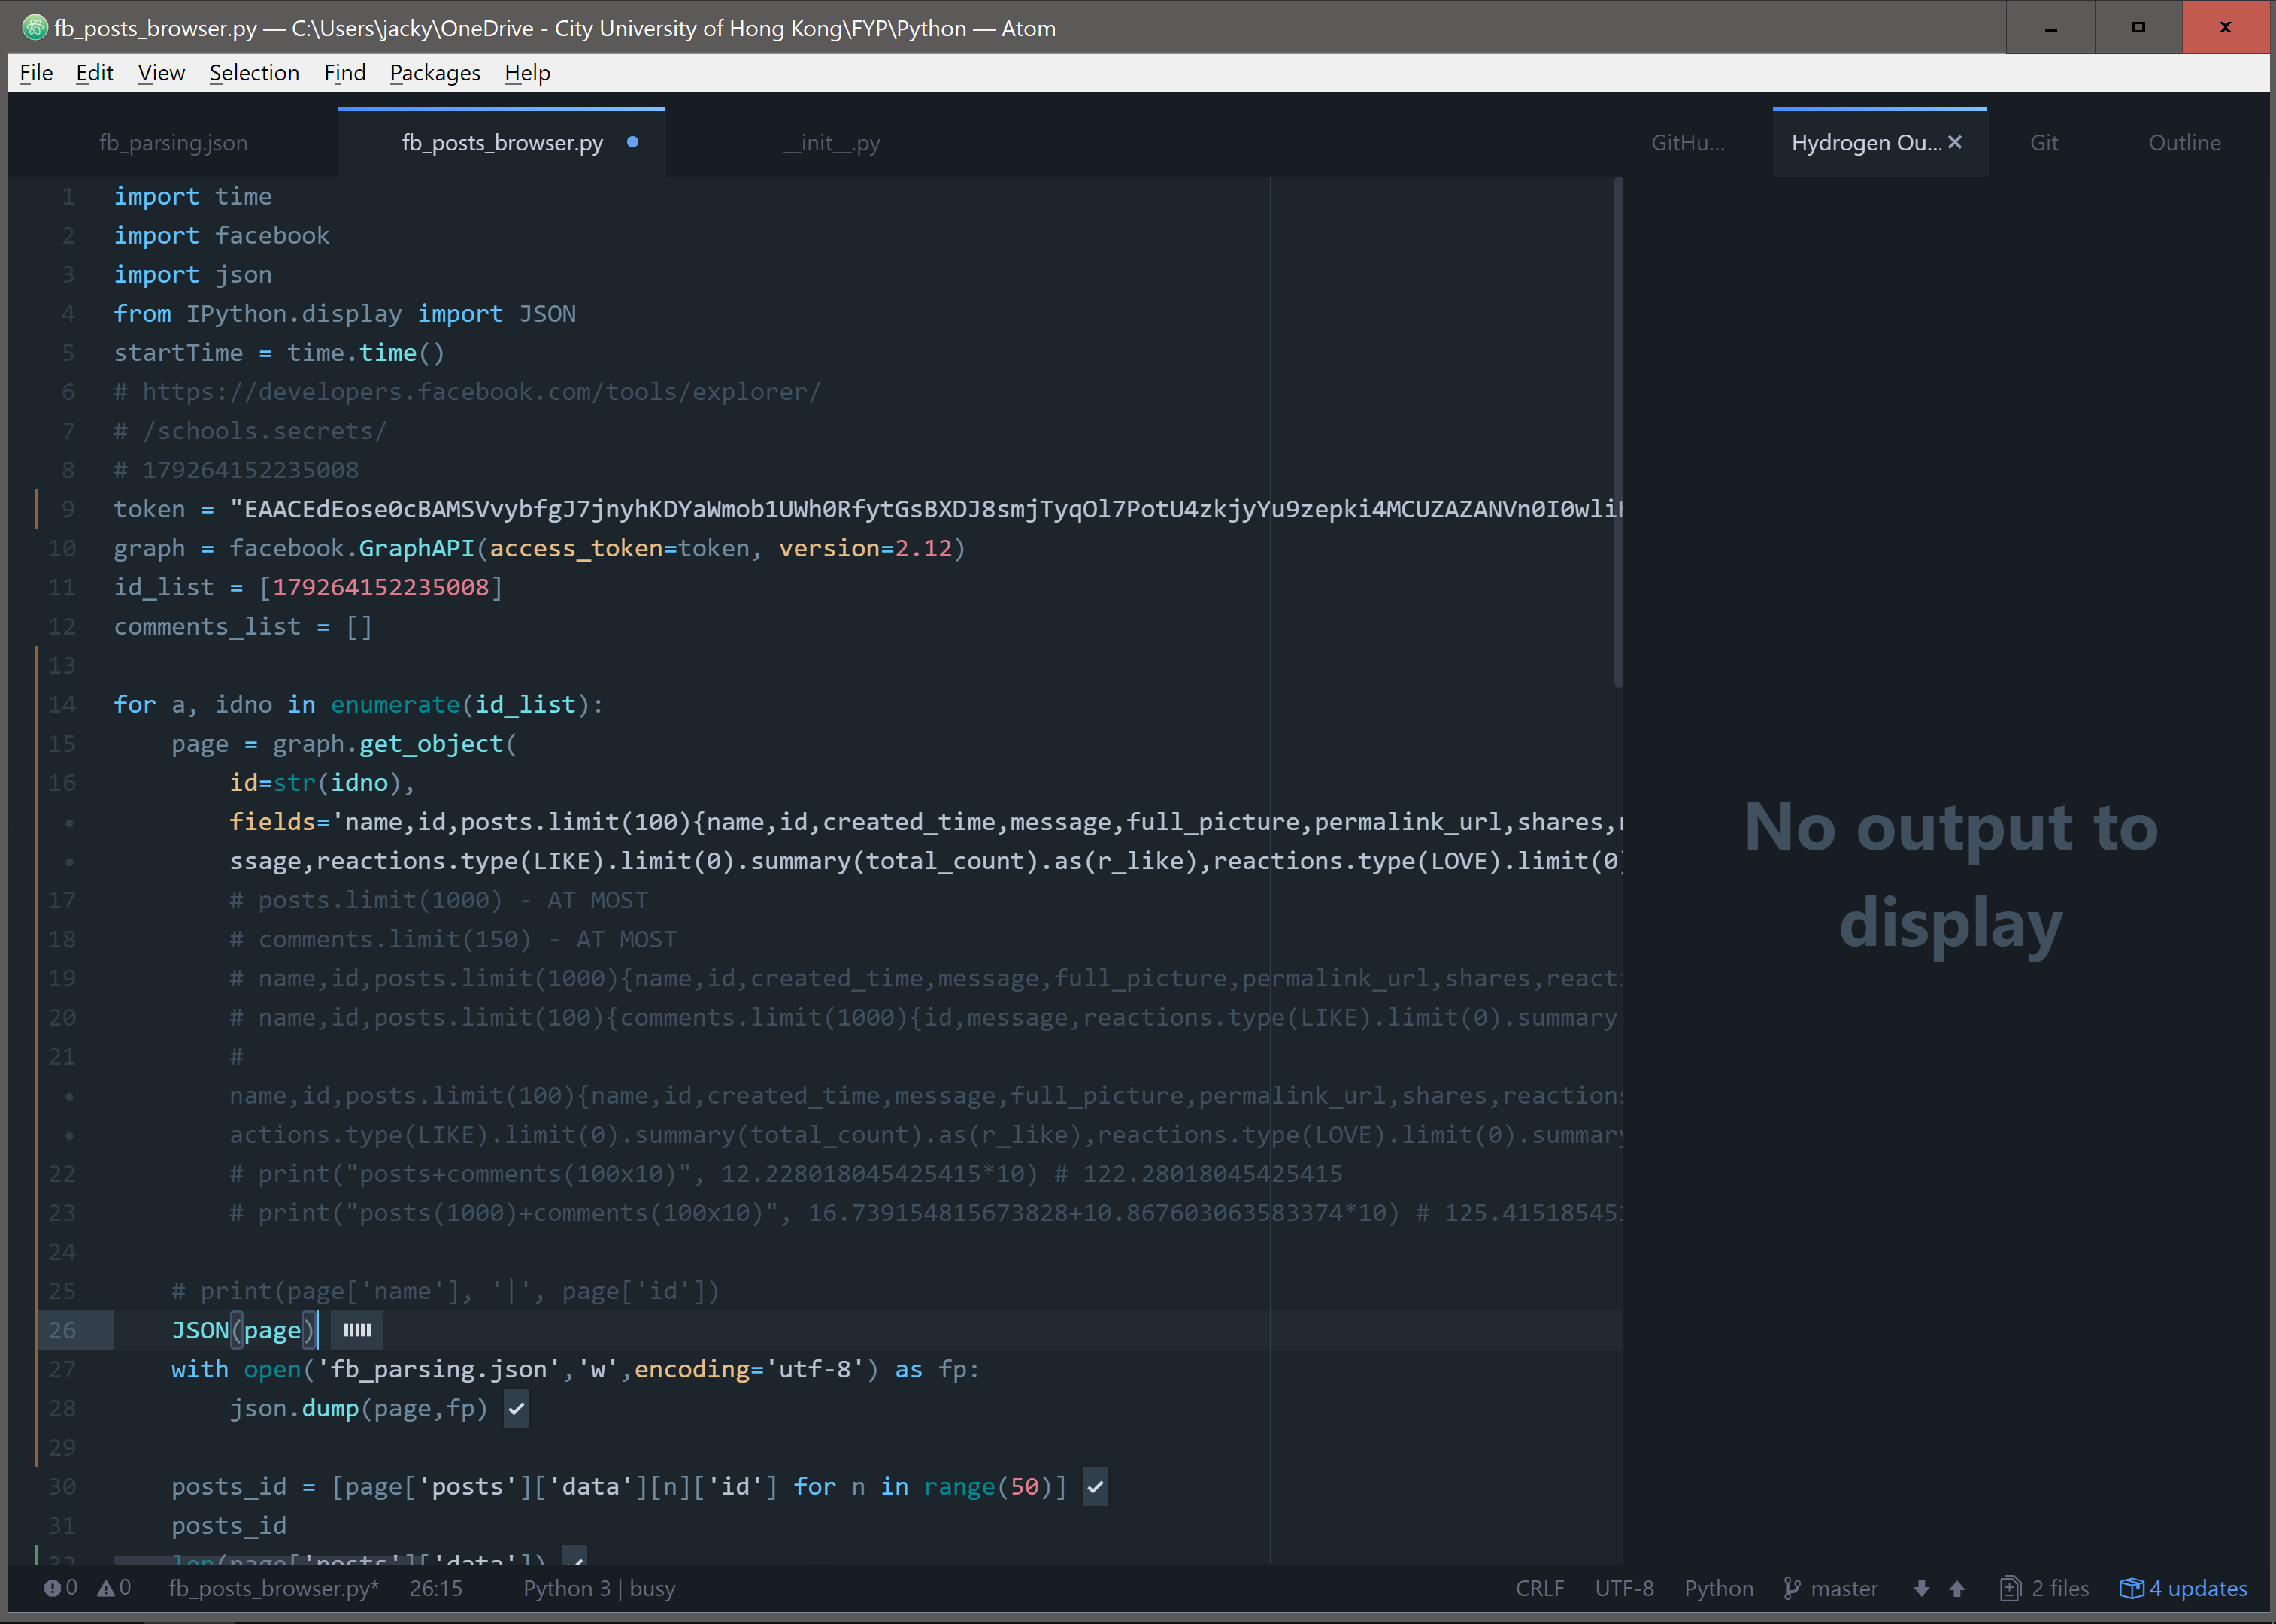 fb_posts_browser.py — C:\Users\jacky\OneDrive - City University of Hong Kong\FYP\Python — Atom
File Edit View Selection Find Packages Help
fb_parsing.json fb_posts_browser.py __init__.py GitHu... Hydrogen Ou... Git Outline
1 import time
2 import facebook
3 import json
4 from IPython.display import JSON
5 startTime = time.time()
6 # https://developers.facebook.com/tools/explorer/
7 # /schools.secrets/
8 # 179264152235008
9 token = "EAACEdEose0cBAMSVvybfgJ7jnyhKDYaWmob1UWh0RfytGsBXDJ8smjTyqOl7PotU4zkjyYu9zepki4MCUZAZANVn0I0wli
10 graph = facebook.GraphAPI(access_token=token, version=2.12)
11 id_list = [179264152235008]
12 comments_list = []
13
14 for a, idno in enumerate(id_list):
15 page = graph.get_object(
16 id=str(idno),
• fields='name,id,posts.limit(100){name,id,created_time,message,full_picture,permalink_url,shares,
• ssage,reactions.type(LIKE).limit(0).summary(total_count).as(r_like),reactions.type(LOVE).limit(0)
17 # posts.limit(1000) - AT MOST
18 # comments.limit(150) - AT MOST
19 # name,id,posts.limit(1000){name,id,created_time,message,full_picture,permalink_url,shares,reacti
20 # name,id,posts.limit(100){comments.limit(1000){id,message,reactions.type(LIKE).limit(0).summary(
21 #
• name,id,posts.limit(100){name,id,created_time,message,full_picture,permalink_url,shares,reactions
• actions.type(LIKE).limit(0).summary(total_count).as(r_like),reactions.type(LOVE).limit(0).summary
22 # print("posts+comments(100x10)", 12.228018045425415*10) # 122.28018045425415
23 # print("posts(1000)+comments(100x10)", 16.739154815673828+10.867603063583374*10) # 125.415185451
24
25 # print(page['name'], '|', page['id'])
26 JSON(page)
27 with open('fb_parsing.json','w',encoding='utf-8') as fp:
28 json.dump(page,fp)
29
30 posts_id = [page['posts']['data'][n]['id'] for n in range(50)]
31 posts_id
32 len(page['posts']['data'])
No output to
display
0 0 fb_posts_browser.py* 26:15 Python 3 | busy CRLF UTF-8 Python master 2 files 4 updates